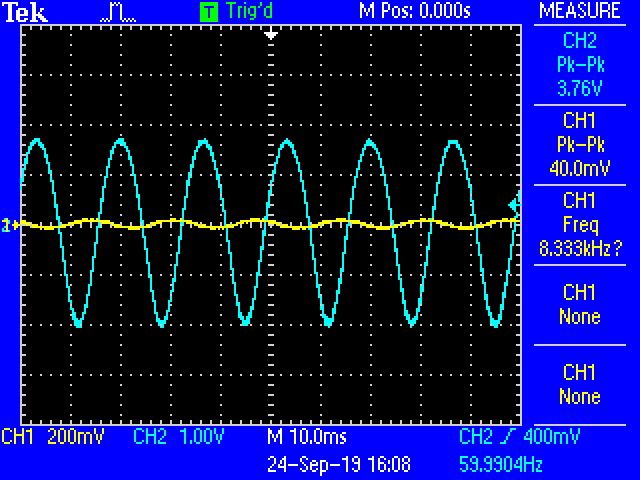 Tek T Trig'd M Pos: 0.000s MEASURE
CH2
Pk-Pk
3.76V
CH1
Pk-Pk
40.0mV
CH1
Freq
8.333kHz?
CH1
None
CH1
None
CH1 200mV CH2 1.00V M 10.0ms CH2 400mV
24-Sep-19 16:08 59.9904Hz